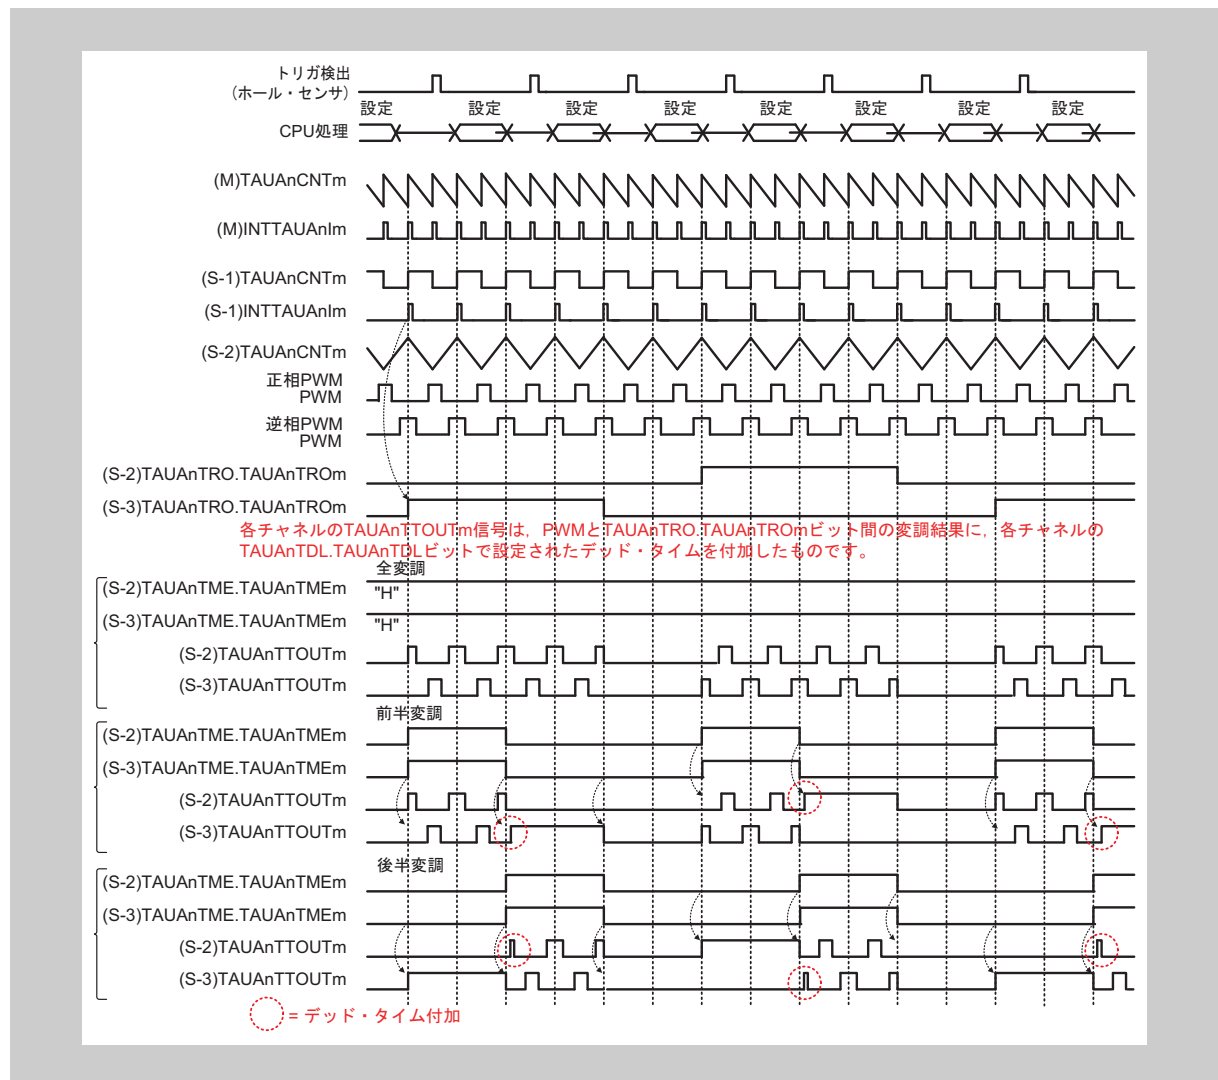 トリガ検出
(ホール・センサ)
設定 設定 設定 設定 設定 設定 設定 設定
CPU処理
(M)TAUAnCNTm
(M)INTTAUAnIm
(S-1)TAUAnCNTm
(S-1)INTTAUAnIm
(S-2)TAUAnCNTm
正相PWM
PWM
逆相PWM
PWM
(S-2)TAUAnTRO.TAUAnTROm
(S-3)TAUAnTRO.TAUAnTROm
各チャネルのTAUAnTTOUTm信号は，PWMとTAUAnTRO.TAUAnTROmビット間の変調結果に，各チャネルの
TAUAnTDL.TAUAnTDLビットで設定されたデッド・タイムを付加したものです。
全変調
(S-2)TAUAnTME.TAUAnTMEm "H"
(S-3)TAUAnTME.TAUAnTMEm "H"
(S-2)TAUAnTTOUTm
(S-3)TAUAnTTOUTm
前半変調
(S-2)TAUAnTME.TAUAnTMEm
(S-3)TAUAnTME.TAUAnTMEm
(S-2)TAUAnTTOUTm
(S-3)TAUAnTTOUTm
後半変調
(S-2)TAUAnTME.TAUAnTMEm
(S-3)TAUAnTME.TAUAnTMEm
(S-2)TAUAnTTOUTm
(S-3)TAUAnTTOUTm
= デッド・タイム付加